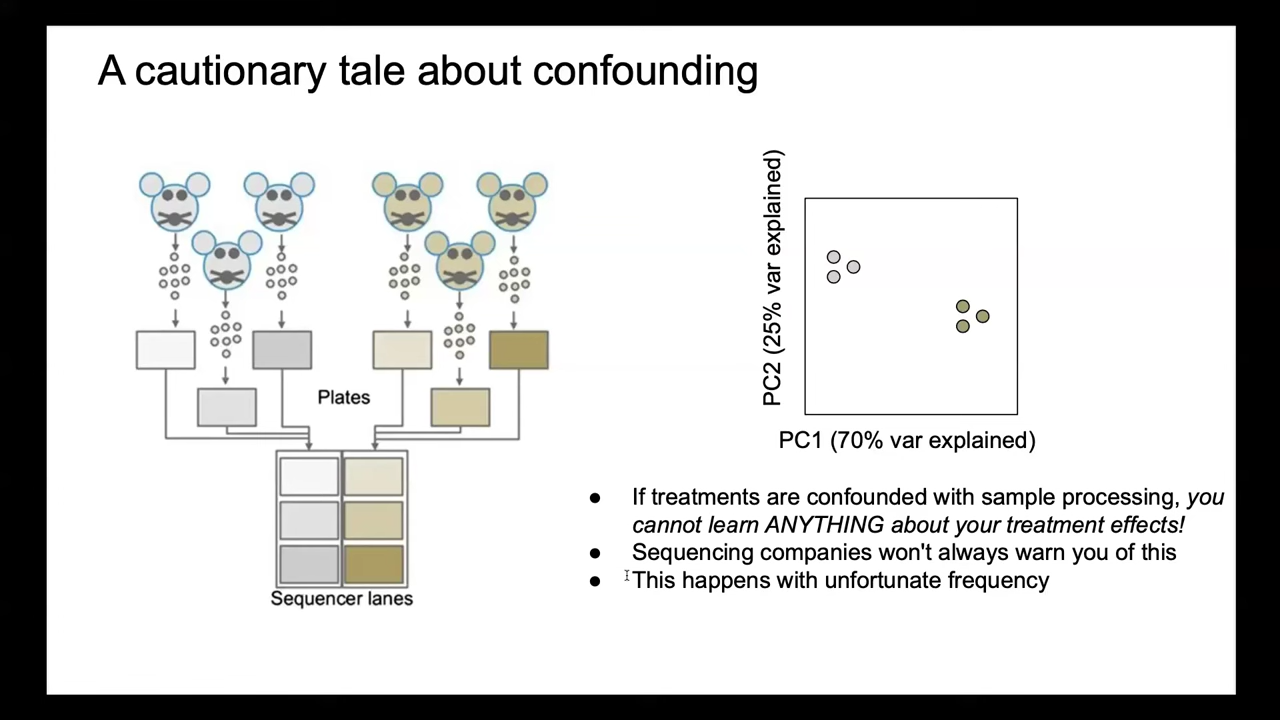 A cautionary tale about confounding
Plates
Sequencer lanes
PC2 (25% var explained)
PC1 (70% var explained)
● If treatments are confounded with sample processing, you
cannot learn ANYTHING about your treatment effects!
● Sequencing companies won't always warn you of this
● This happens with unfortunate frequency